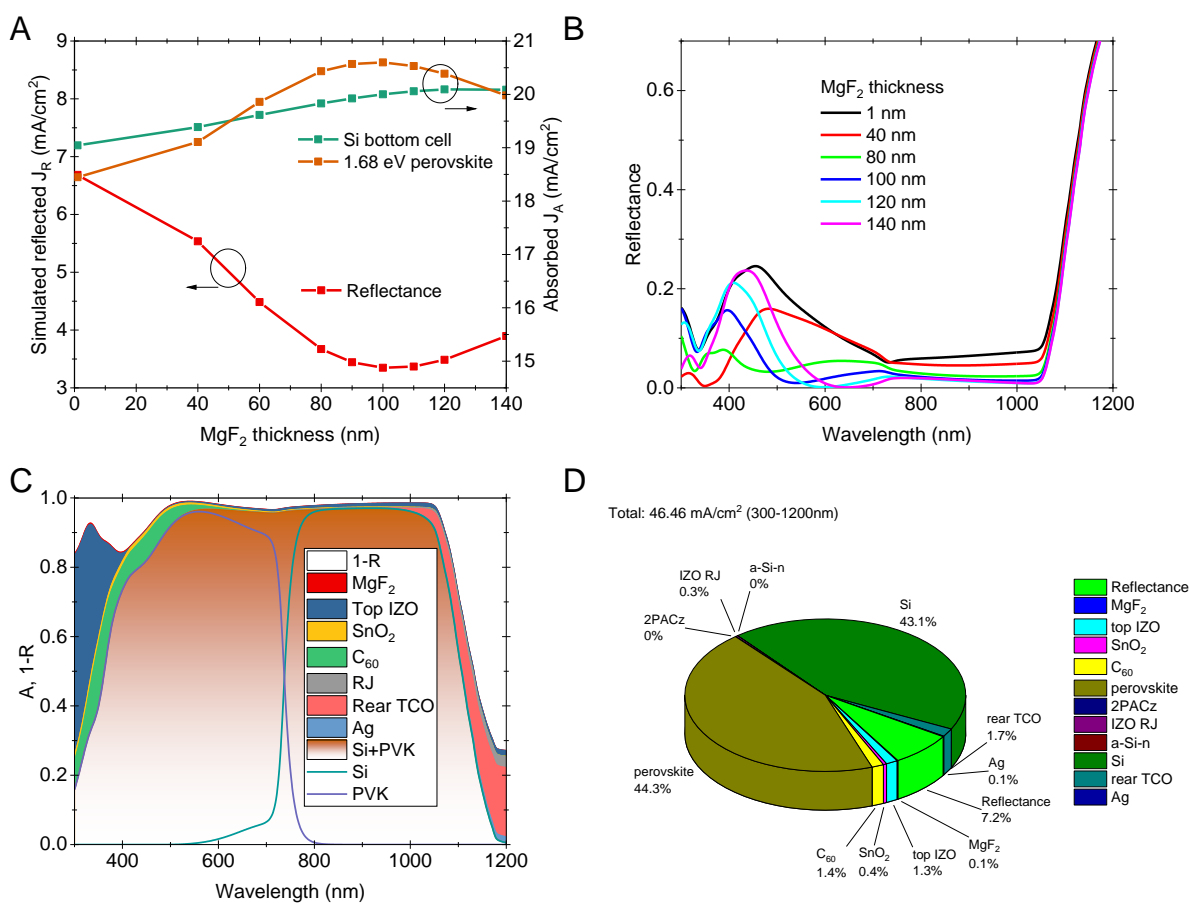 A
9
8
7
6
5
4
3
Simulated reflected J_R (mA/cm²)
21
20
19
18
17
16
15
Absorbed J_A (mA/cm²)
Si bottom cell
1.68 eV perovskite
Reflectance
0 20 40 60 80 100 120 140
MgF₂ thickness (nm)
B
0.6
0.4
0.2
0.0
Reflectance
MgF₂ thickness
1 nm
40 nm
80 nm
100 nm
120 nm
140 nm
400 600 800 1000 1200
Wavelength (nm)
C
1.0
0.8
0.6
0.4
0.2
0.0
A, 1-R
1-R
MgF₂
Top IZO
SnO₂
C₆₀
RJ
Rear TCO
Ag
Si+PVK
Si
PVK
400 600 800 1000 1200
Wavelength (nm)
D
Total: 46.46 mA/cm² (300-1200nm)
a-Si-n
0%
IZO RJ
0.3%
2PACz
0%
Si
43.1%
rear TCO
1.7%
Ag
0.1%
Reflectance
7.2%
MgF₂
0.1%
top IZO
1.3%
SnO₂
0.4%
C₆₀
1.4%
perovskite
44.3%
Reflectance
MgF₂
top IZO
SnO₂
C₆₀
perovskite
2PACz
IZO RJ
a-Si-n
Si
rear TCO
Ag